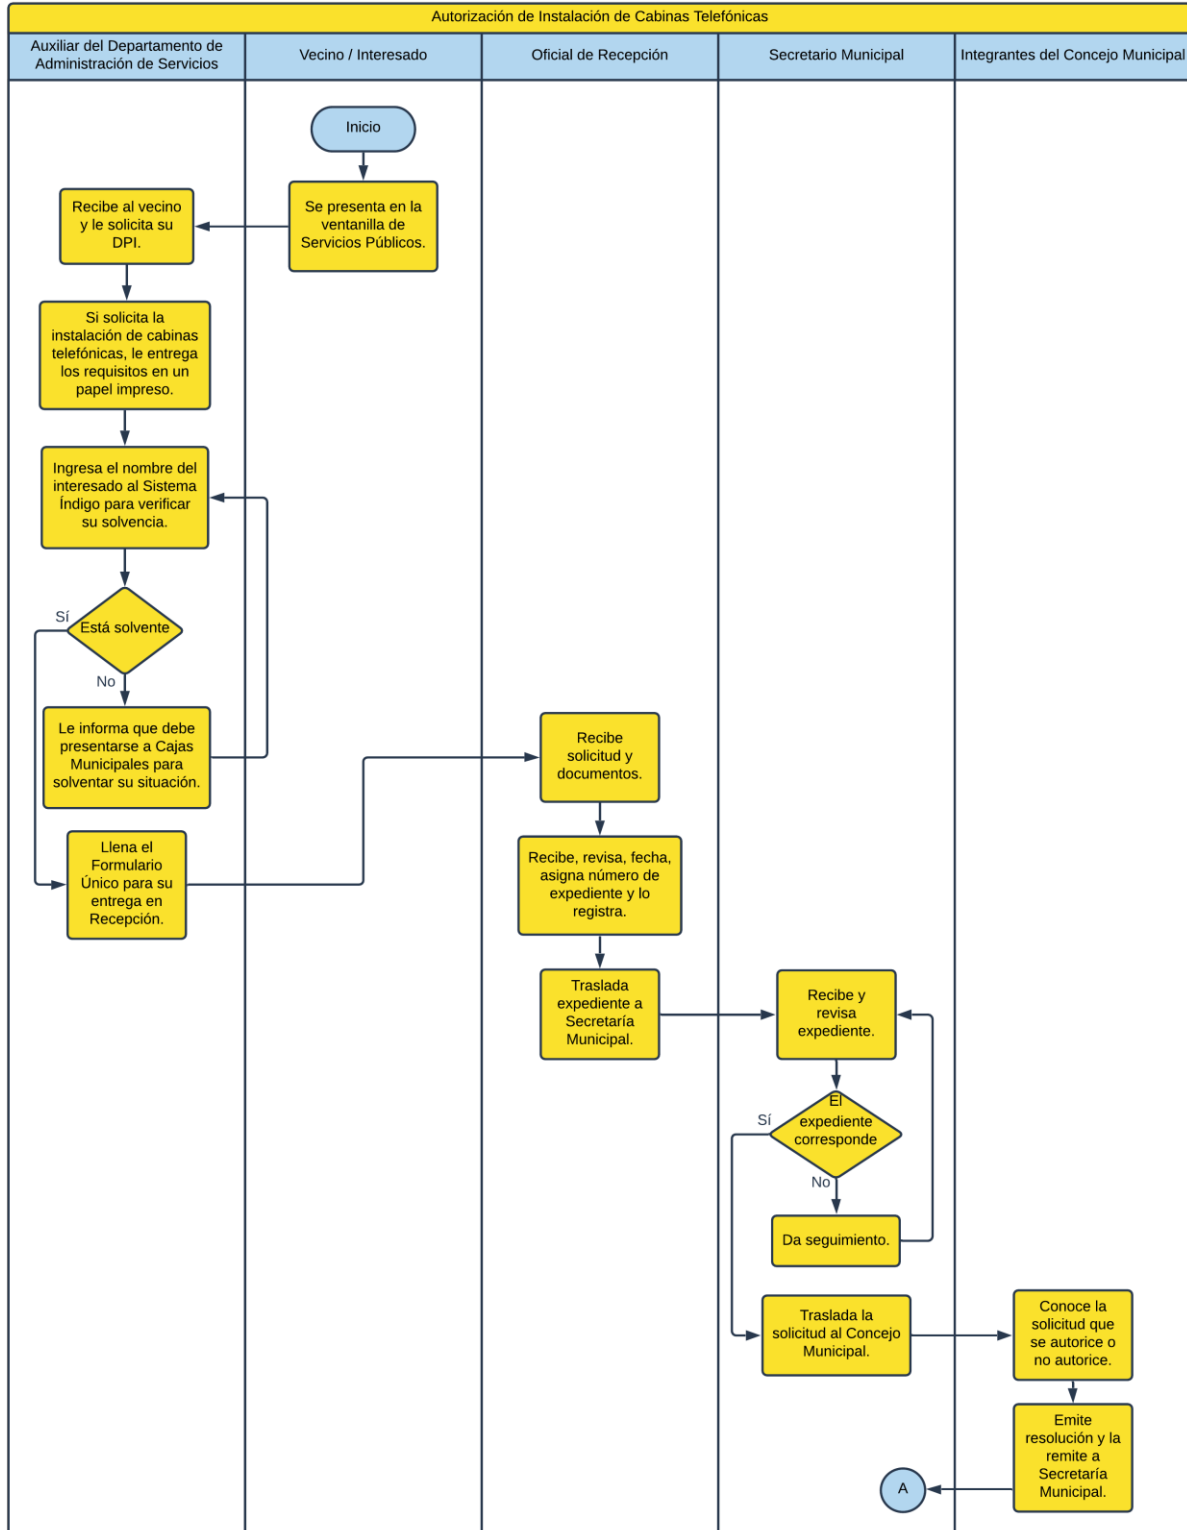 Autorización de Instalación de Cabinas Telefónicas
Auxiliar del Departamento de
Administración de Servicios
Vecino / Interesado
Oficial de Recepción
Secretario Municipal
Integrantes del Concejo Municipal
Inicio
Se presenta en la
ventanilla de
Servicios Públicos.
Recibe al vecino
y le solicita su
DPI.
Si solicita la
instalación de cabinas
telefónicas, le entrega
los requisitos en un
papel impreso.
Ingresa el nombre del
interesado al Sistema
Índigo para verificar
su solvencia.
Sí
Está solvente
No
Le informa que debe
presentarse a Cajas
Municipales para
solventar su situación.
Llena el
Formulario
Único para su
entrega en
Recepción.
Recibe
solicitud y
documentos.
Recibe, revisa, fecha,
asigna número de
expediente y lo
registra.
Traslada
expediente a
Secretaría
Municipal.
Recibe y
revisa
expediente.
Sí
El
expediente
corresponde
No
Da seguimiento.
Traslada la
solicitud al Concejo
Municipal.
Conoce la
solicitud que
se autorice o
no autorice.
Emite
resolución y la
remite a
Secretaría
Municipal.
A